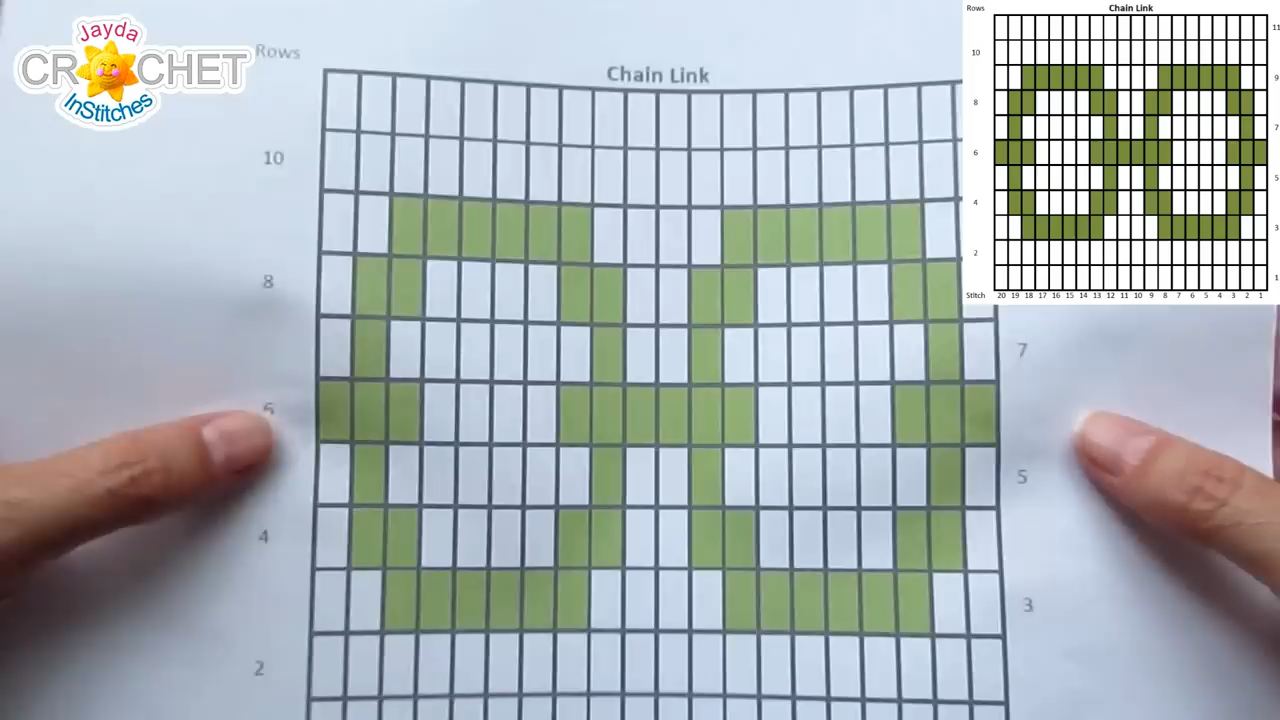 Jayda
CROCHET
InStitches
Rows
Chain Link
10
8
7
6
5
4
3
2
Rows
Chain Link
11
10
9
8
7
6
5
4
3
2
1
Stitch 20 19 18 17 16 15 14 13 12 11 10 9 8 7 6 5 4 3 2 1